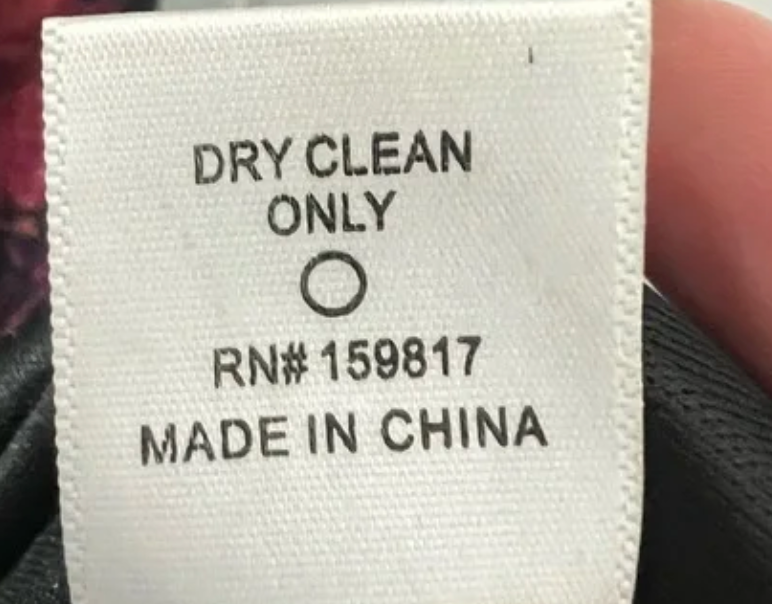 DRY CLEAN
ONLY
RN# 159817
MADE IN CHINA